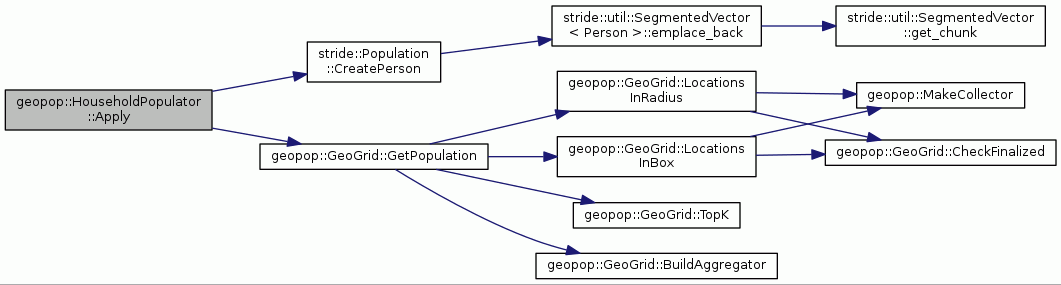 geopop::HouseholdPopulator
::Apply
stride::Population
::CreatePerson
stride::util::SegmentedVector
< Person >::emplace_back
stride::util::SegmentedVector
::get_chunk
geopop::GeoGrid::GetPopulation
geopop::GeoGrid::Locations
InRadius
geopop::MakeCollector
geopop::GeoGrid::Locations
InBox
geopop::GeoGrid::CheckFinalized
geopop::GeoGrid::TopK
geopop::GeoGrid::BuildAggregator